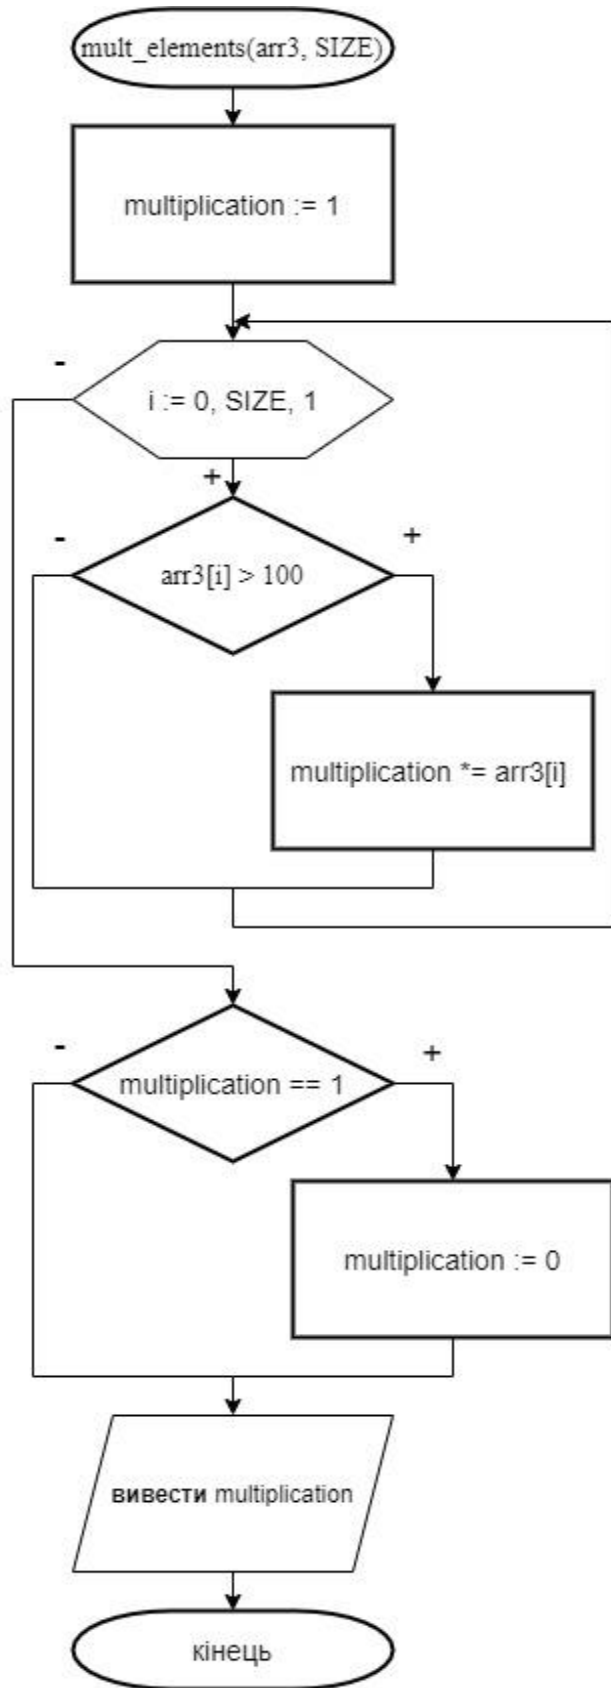 mult_elements(arr3, SIZE)
multiplication := 1
-
i := 0, SIZE, 1
+
-
+
arr3[i] > 100
multiplication *= arr3[i]
-
+
multiplication == 1
multiplication := 0
вивести multiplication
кінець